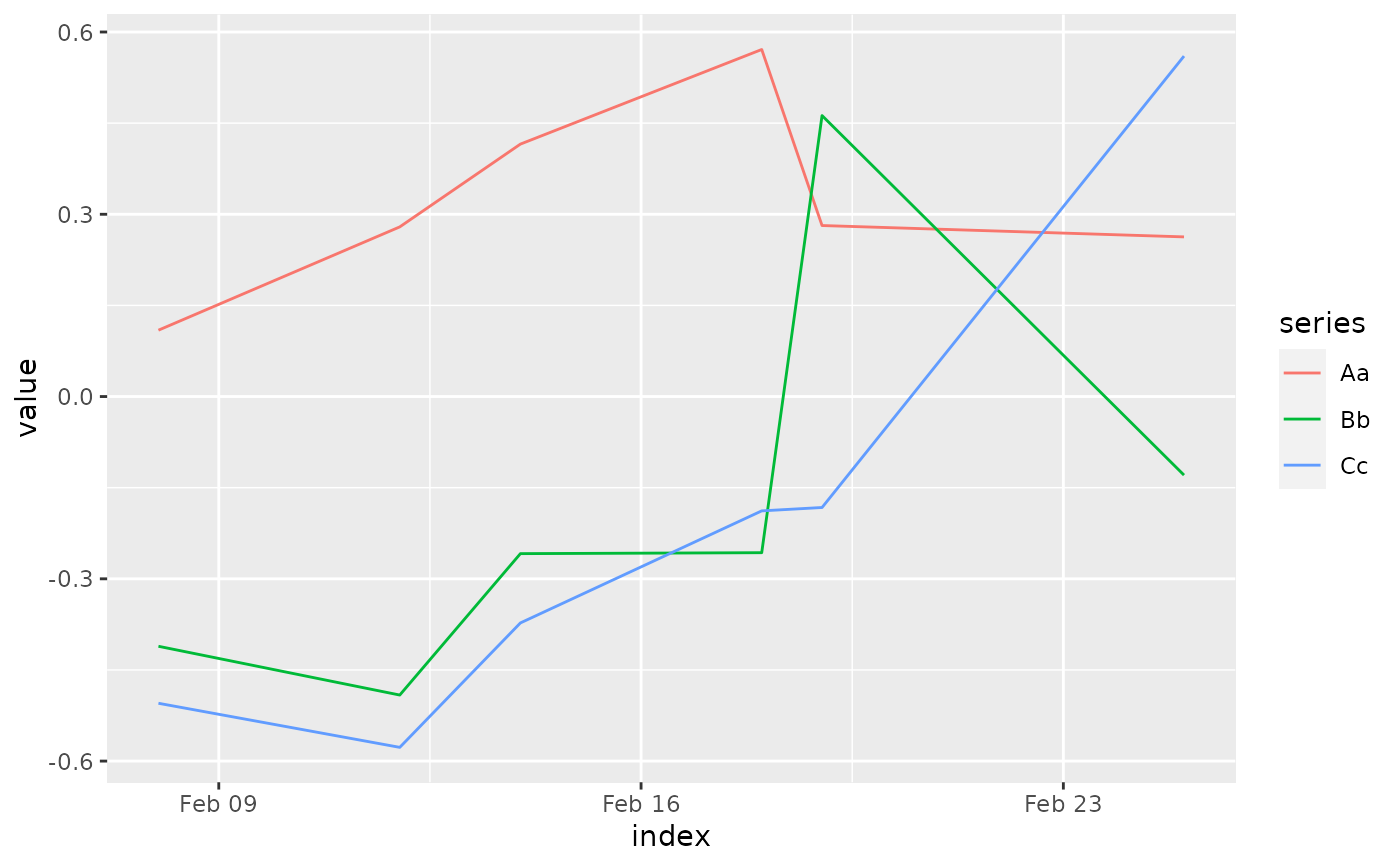 0.6
0.3
0.0
-0.3
-0.6
value
Feb 09
Feb 16
Feb 23
index
series
Aa
Bb
Cc